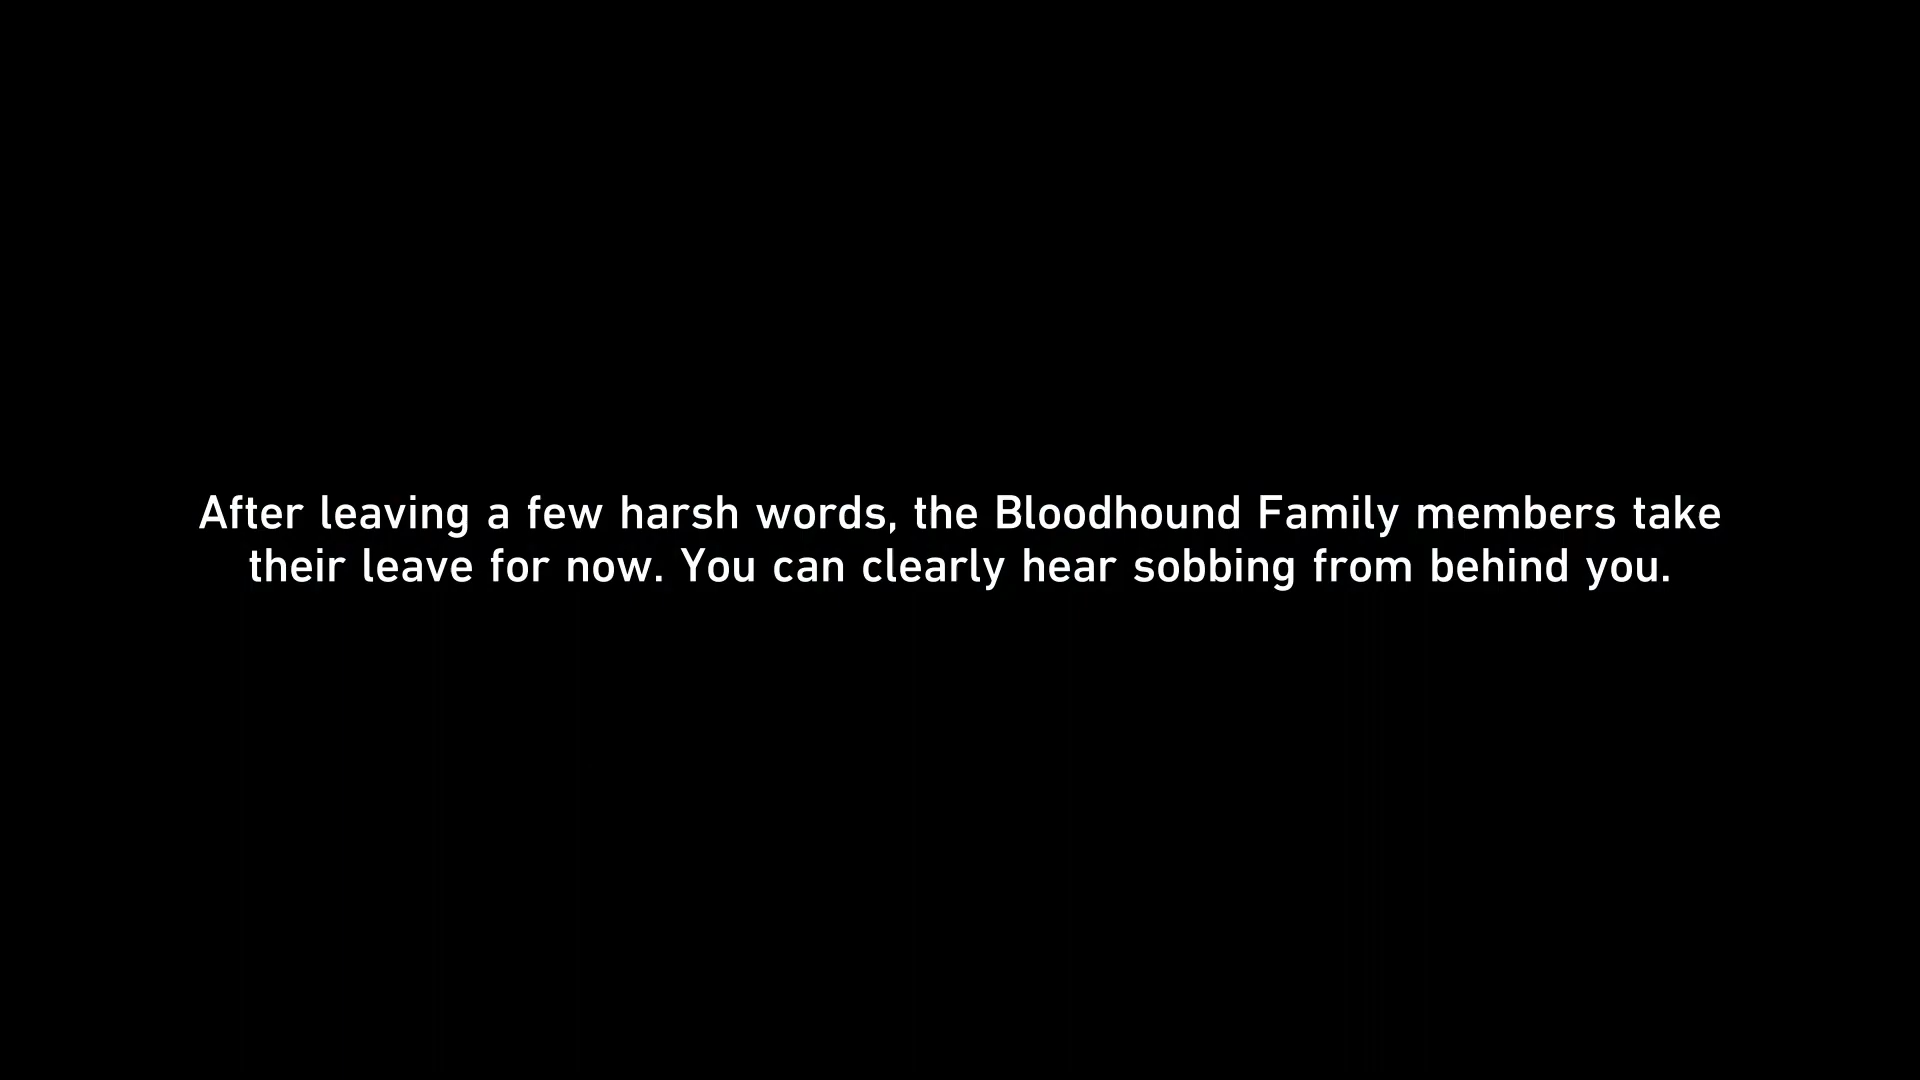 After leaving a few harsh words, the Bloodhound Family members take
their leave for now. You can clearly hear sobbing from behind you.